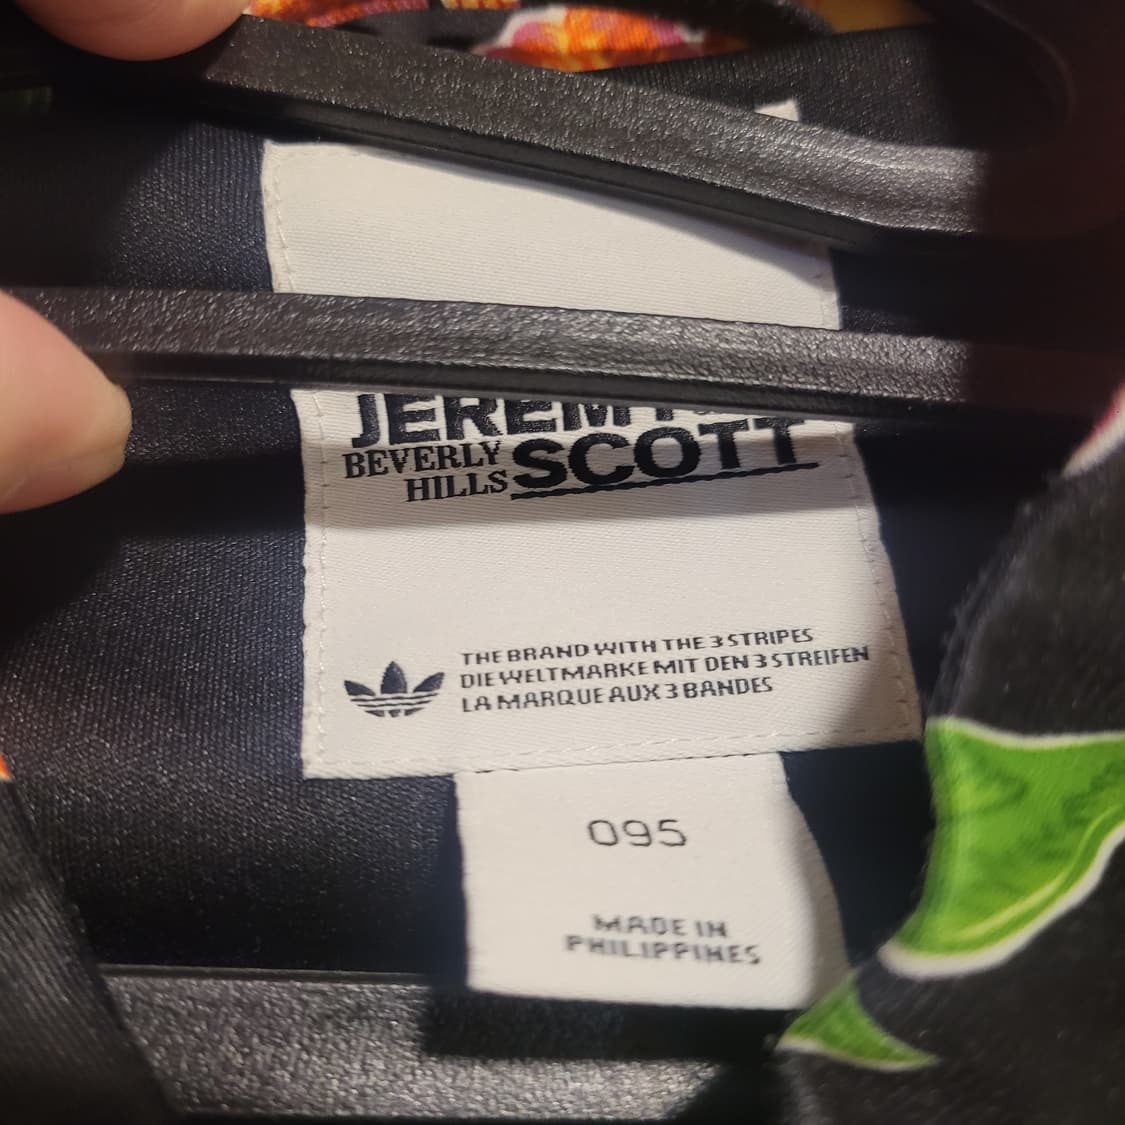 JEREMY
BEVERLY SCOTT
HILLS
THE BRAND WITH THE 3 STRIPES
DIE WELTMARKE MIT DEN 3 STREIFEN
LA MARQUE AUX 3 BANDES
095
MADE IN
PHILIPPINES